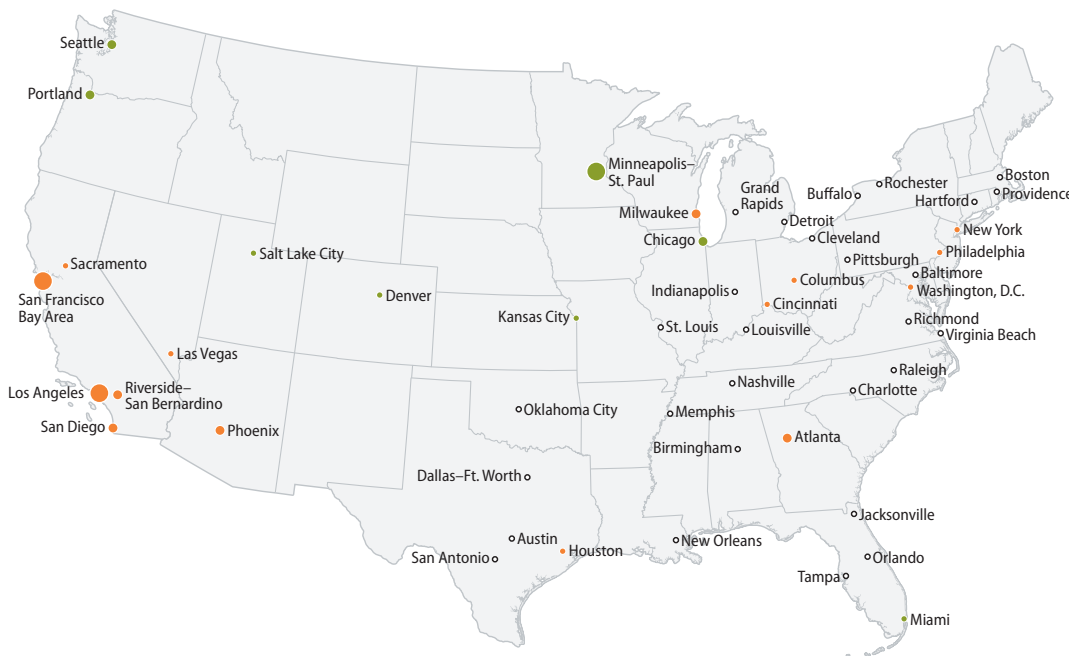 Seattle
Portland
Minneapolis–
St. Paul
Grand
Rapids
Milwaukee
Detroit
Chicago
Cleveland
Buffalo
Rochester
Boston
Providence
Hartford
New York
Philadelphia
Pittsburgh
Baltimore
Washington, D.C.
Columbus
Cincinnati
Indianapolis
Salt Lake City
Sacramento
San Francisco
Bay Area
Denver
Kansas City
St. Louis
Louisville
Richmond
Virginia Beach
Las Vegas
Los Angeles
Riverside–
San Bernardino
San Diego
Phoenix
Oklahoma City
Nashville
Memphis
Raleigh
Charlotte
Birmingham
Atlanta
Dallas–Ft. Worth
Austin
San Antonio
Houston
New Orleans
Jacksonville
Orlando
Tampa
Miami